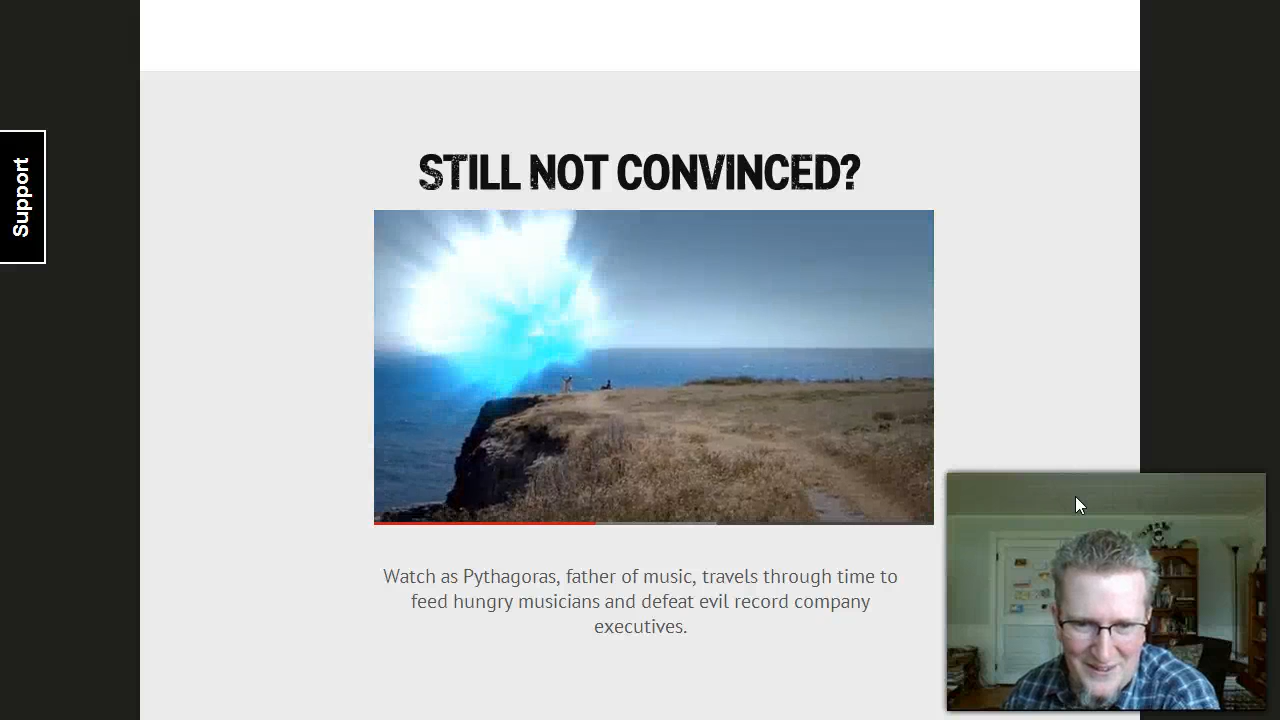 Support
STILL NOT CONVINCED?
Watch as Pythagoras, father of music, travels through time to
feed hungry musicians and defeat evil record company
executives.